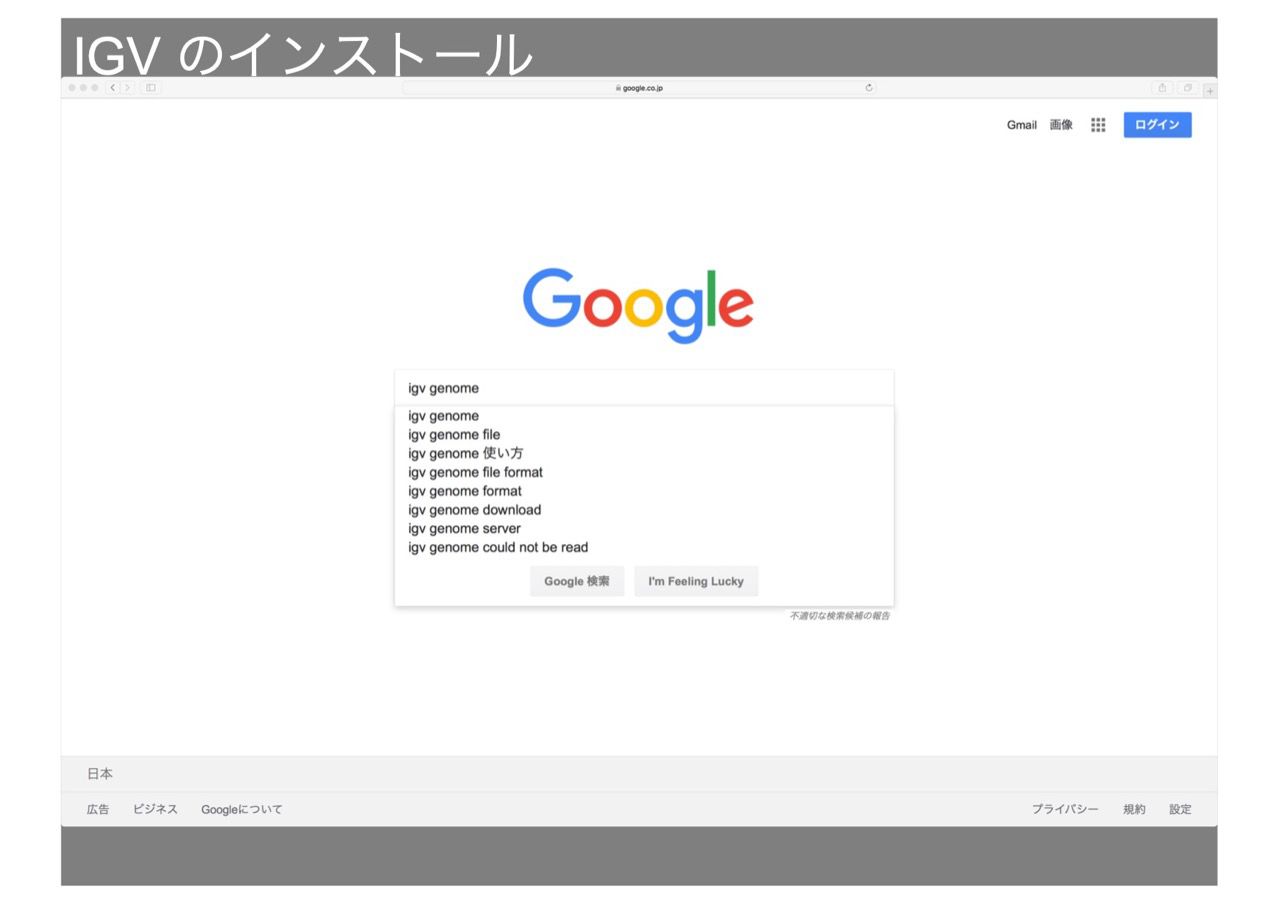 IGV のインストール
google.co.jp
Gmail 画像 ログイン
Google
igv genome
igv genome
igv genome file
igv genome 使い方
igv genome file format
igv genome format
igv genome download
igv genome server
igv genome could not be read
Google 検索 I'm Feeling Lucky
不適切な検索候補の報告
日本
広告 ビジネス Googleについて プライバシー 規約 設定